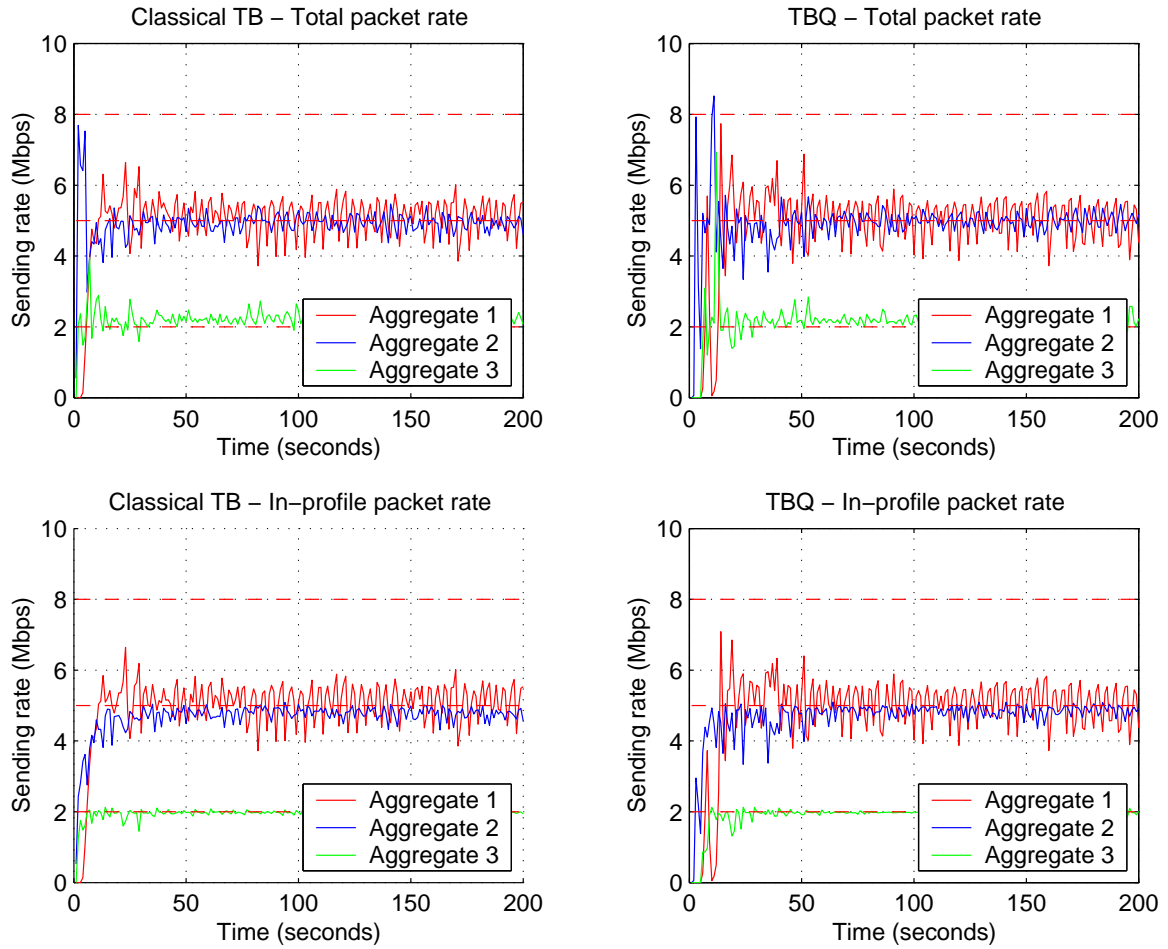 Classical TB − Total packet rate
10
8
6
4
2
0
0 50 100 150 200
Sending rate (Mbps)
Time (seconds)
Aggregate 1
Aggregate 2
Aggregate 3
TBQ − Total packet rate
10
8
6
4
2
0
0 50 100 150 200
Sending rate (Mbps)
Time (seconds)
Aggregate 1
Aggregate 2
Aggregate 3
Classical TB − In−profile packet rate
10
8
6
4
2
0
0 50 100 150 200
Sending rate (Mbps)
Time (seconds)
Aggregate 1
Aggregate 2
Aggregate 3
TBQ − In−profile packet rate
10
8
6
4
2
0
0 50 100 150 200
Sending rate (Mbps)
Time (seconds)
Aggregate 1
Aggregate 2
Aggregate 3